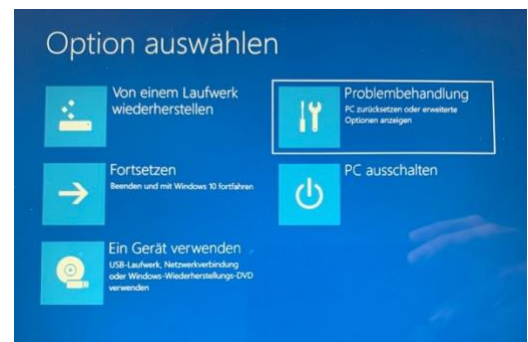 Option auswählen
Von einem Laufwerk
wiederherstellen
Problembehandlung
PC zurücksetzen oder erweiterte
Optionen anzeigen
Fortsetzen
Beenden und mit Windows 10 fortfahren
PC ausschalten
Ein Gerät verwenden
USB-Laufwerk, Netzwerkverbindung
oder Windows-Wiederherstellungs-DVD
verwenden